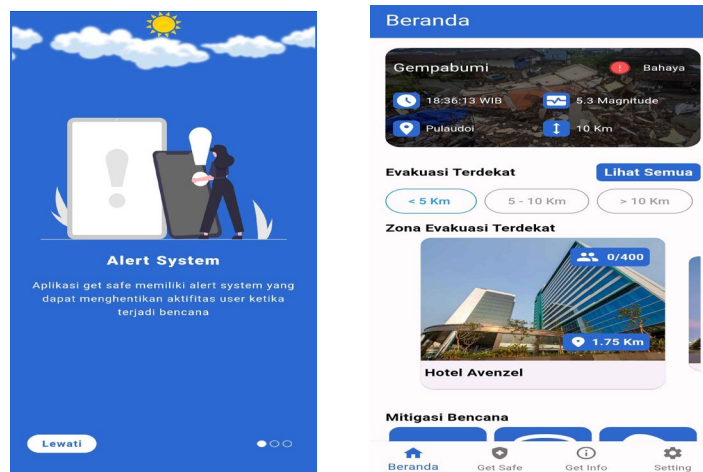 Alert System
Aplikasi get safe memiliki alert system yang
dapat menghentikan aktifitas user ketika
terjadi bencana
Lewati
Beranda
Gempabumi
Bahaya
18:36:13 WIB
5.3 Magnitude
Pulaudoi
10 Km
Evakuasi Terdekat
Lihat Semua
< 5 Km
5 - 10 Km
> 10 Km
Zona Evakuasi Terdekat
0/400
1.75 Km
Hotel Avenzel
Mitigasi Bencana
Beranda
Get Safe
Get Info
Setting